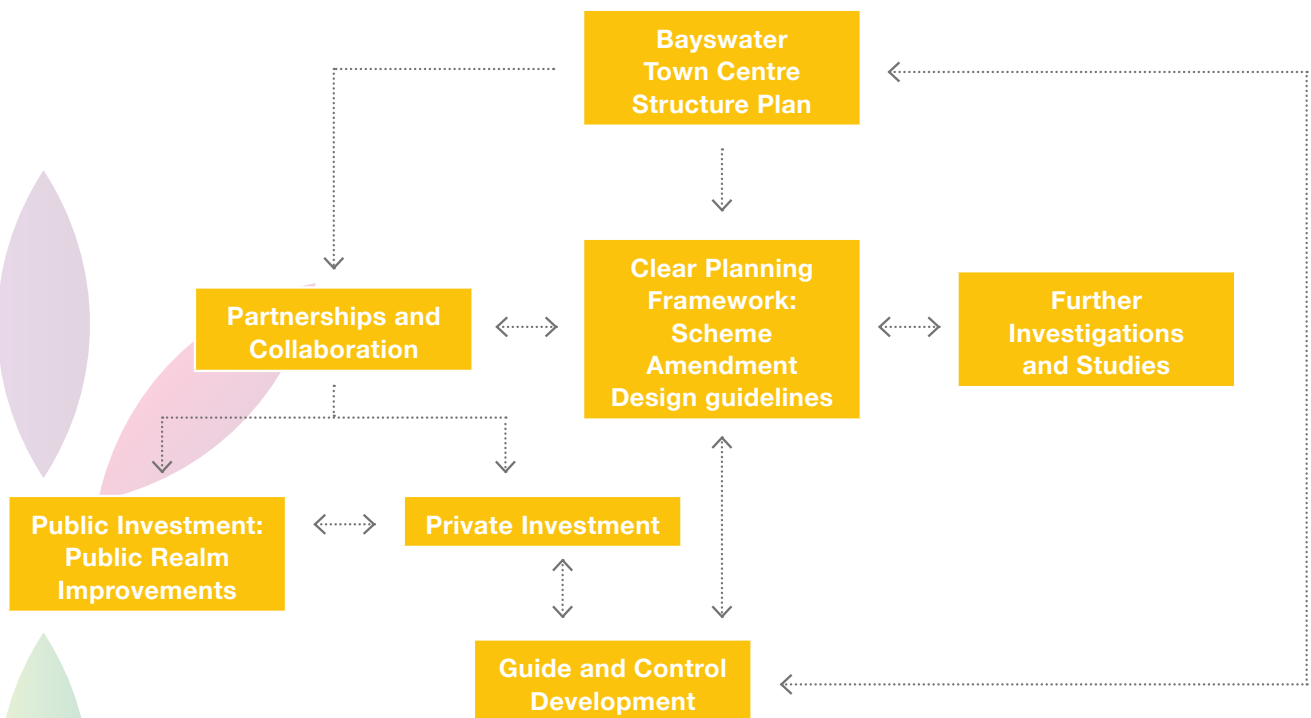 Bayswater
Town Centre
Structure Plan
Clear Planning
Framework:
Scheme
Amendment
Design guidelines
Partnerships and
Collaboration
Further
Investigations
and Studies
Public Investment:
Public Realm
Improvements
Private Investment
Guide and Control
Development